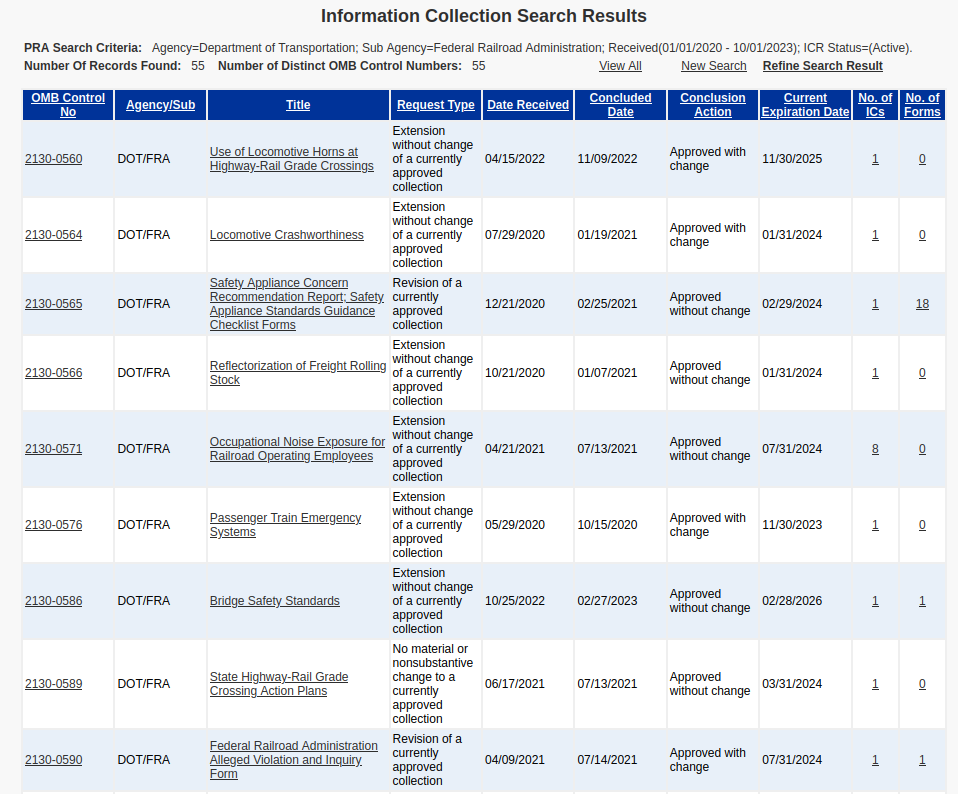 Information Collection Search Results
PRA Search Criteria: Agency=Department of Transportation; Sub Agency=Federal Railroad Administration; Received(01/01/2020 - 10/01/2023); ICR Status=(Active).
Number Of Records Found: 55 Number of Distinct OMB Control Numbers: 55 View All New Search Refine Search Result
OMB Control No Agency/Sub Title Request Type Date Received Concluded Date Conclusion Action Current Expiration Date No. of ICs No. of Forms
2130-0560 DOT/FRA Use of Locomotive Horns at Highway-Rail Grade Crossings Extension without change of a currently approved collection 04/15/2022 11/09/2022 Approved with change 11/30/2025 1 0
2130-0564 DOT/FRA Locomotive Crashworthiness Extension without change of a currently approved collection 07/29/2020 01/19/2021 Approved with change 01/31/2024 1 0
2130-0565 DOT/FRA Safety Appliance Concern Recommendation Report; Safety Appliance Standards Guidance Checklist Forms Revision of a currently approved collection 12/21/2020 02/25/2021 Approved without change 02/29/2024 1 18
2130-0566 DOT/FRA Reflectorization of Freight Rolling Stock Extension without change of a currently approved collection 10/21/2020 01/07/2021 Approved without change 01/31/2024 1 0
2130-0571 DOT/FRA Occupational Noise Exposure for Railroad Operating Employees Extension without change of a currently approved collection 04/21/2021 07/13/2021 Approved without change 07/31/2024 8 0
2130-0576 DOT/FRA Passenger Train Emergency Systems Extension without change of a currently approved collection 05/29/2020 10/15/2020 Approved with change 11/30/2023 1 0
2130-0586 DOT/FRA Bridge Safety Standards Extension without change of a currently approved collection 10/25/2022 02/27/2023 Approved without change 02/28/2026 1 1
2130-0589 DOT/FRA State Highway-Rail Grade Crossing Action Plans No material or nonsubstantive change to a currently approved collection 06/17/2021 07/13/2021 Approved without change 03/31/2024 1 0
2130-0590 DOT/FRA Federal Railroad Administration Alleged Violation and Inquiry Form Revision of a currently approved collection 04/09/2021 07/14/2021 Approved with change 07/31/2024 1 1